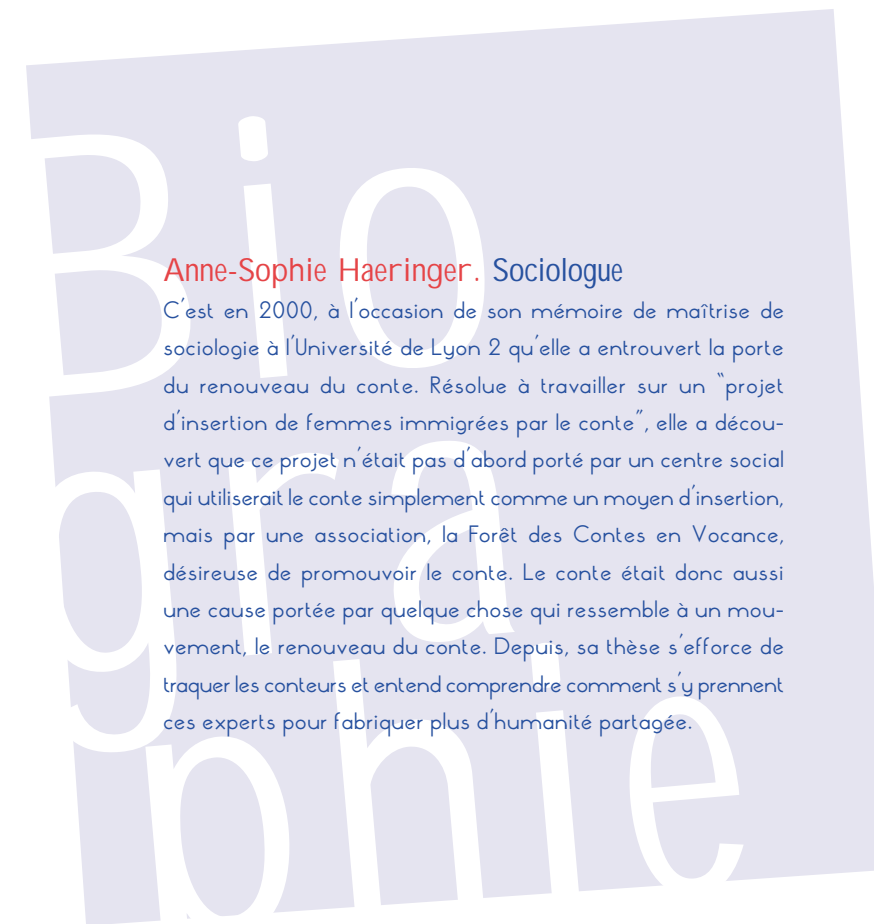 Bio
gra
phie
Anne-Sophie Haeringer. Sociologue
C'est en 2000, à l'occasion de son mémoire de maîtrise de
sociologie à l'Université de Lyon 2 qu'elle a entrouvert la porte
du renouveau du conte. Résolue à travailler sur un "projet
d'insertion de femmes immigrées par le conte", elle a décou-
vert que ce projet n'était pas d'abord porté par un centre social
qui utiliserait le conte simplement comme un moyen d'insertion,
mais par une association, la Forêt des Contes en Vocance,
désireuse de promouvoir le conte. Le conte était donc aussi
une cause portée par quelque chose qui ressemble à un mou-
vement, le renouveau du conte. Depuis, sa thèse s'efforce de
traquer les conteurs et entend comprendre comment s'y prennent
ces experts pour fabriquer plus d'humanité partagée.